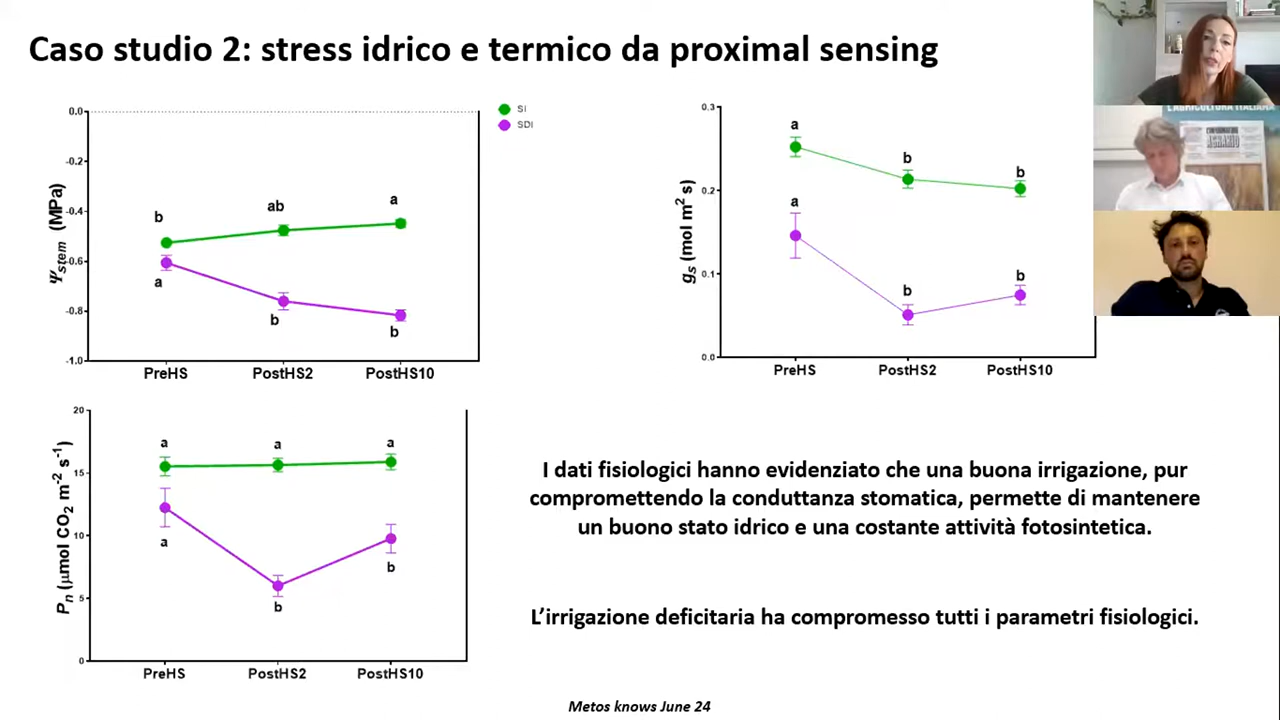 Caso studio 2: stress idrico e termico da proximal sensing
SI
SDI
Ψstem (MPa)
0.0
-0.2
-0.4
-0.6
-0.8
-1.0
b
ab
a
a
b
b
PreHS
PostHS2
PostHS10
gs (mol m² s)
0.3
0.2
0.1
0.0
a
b
b
a
b
b
PreHS
PostHS2
PostHS10
Pn (µmol CO₂ m⁻² s⁻¹)
20
15
10
5
0
a
a
a
a
b
b
PreHS
PostHS2
PostHS10
I dati fisiologici hanno evidenziato che una buona irrigazione, pur
compromettendo la conduttanza stomatica, permette di mantenere
un buono stato idrico e una costante attività fotosintetica.
L'irrigazione deficitaria ha compromesso tutti i parametri fisiologici.
Metos knows June 24
L'AGRICOLTURA ITALIANA
L'INFORMATORE
AGRARIO